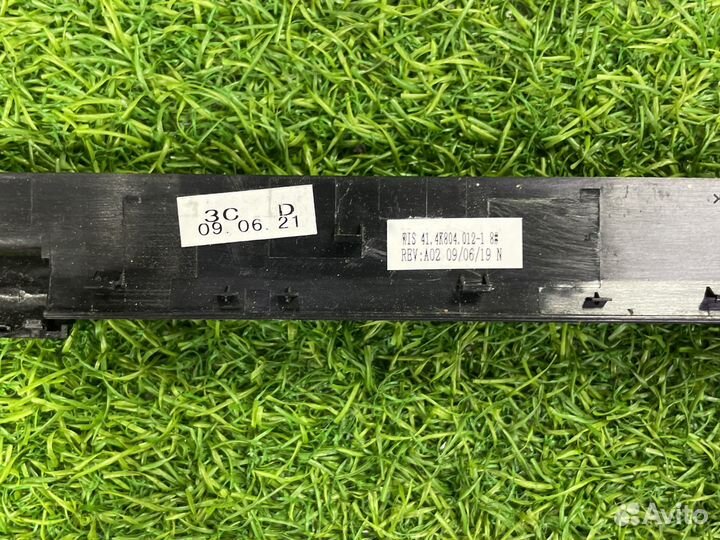 3C D
09.06.21
WIS 41.4K804.012-1 8#
REV:A02 09/06/19 N
Avito